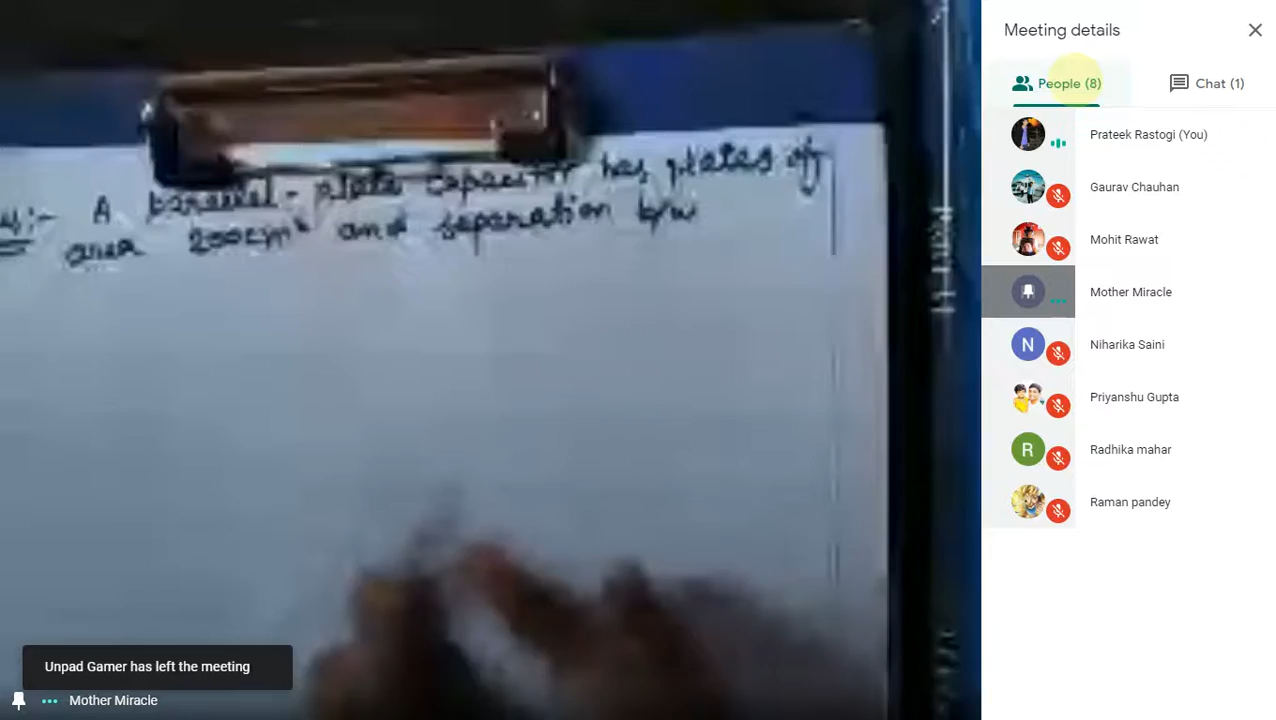 Meeting details
People (8)
Chat (1)
A parallel - plate capacitor has plates of
area 200cm² and separation b/w
Prateek Rastogi (You)
Gaurav Chauhan
Mohit Rawat
Mother Miracle
N
Niharika Saini
Priyanshu Gupta
R
Radhika mahar
Raman pandey
Unpad Gamer has left the meeting
Mother Miracle